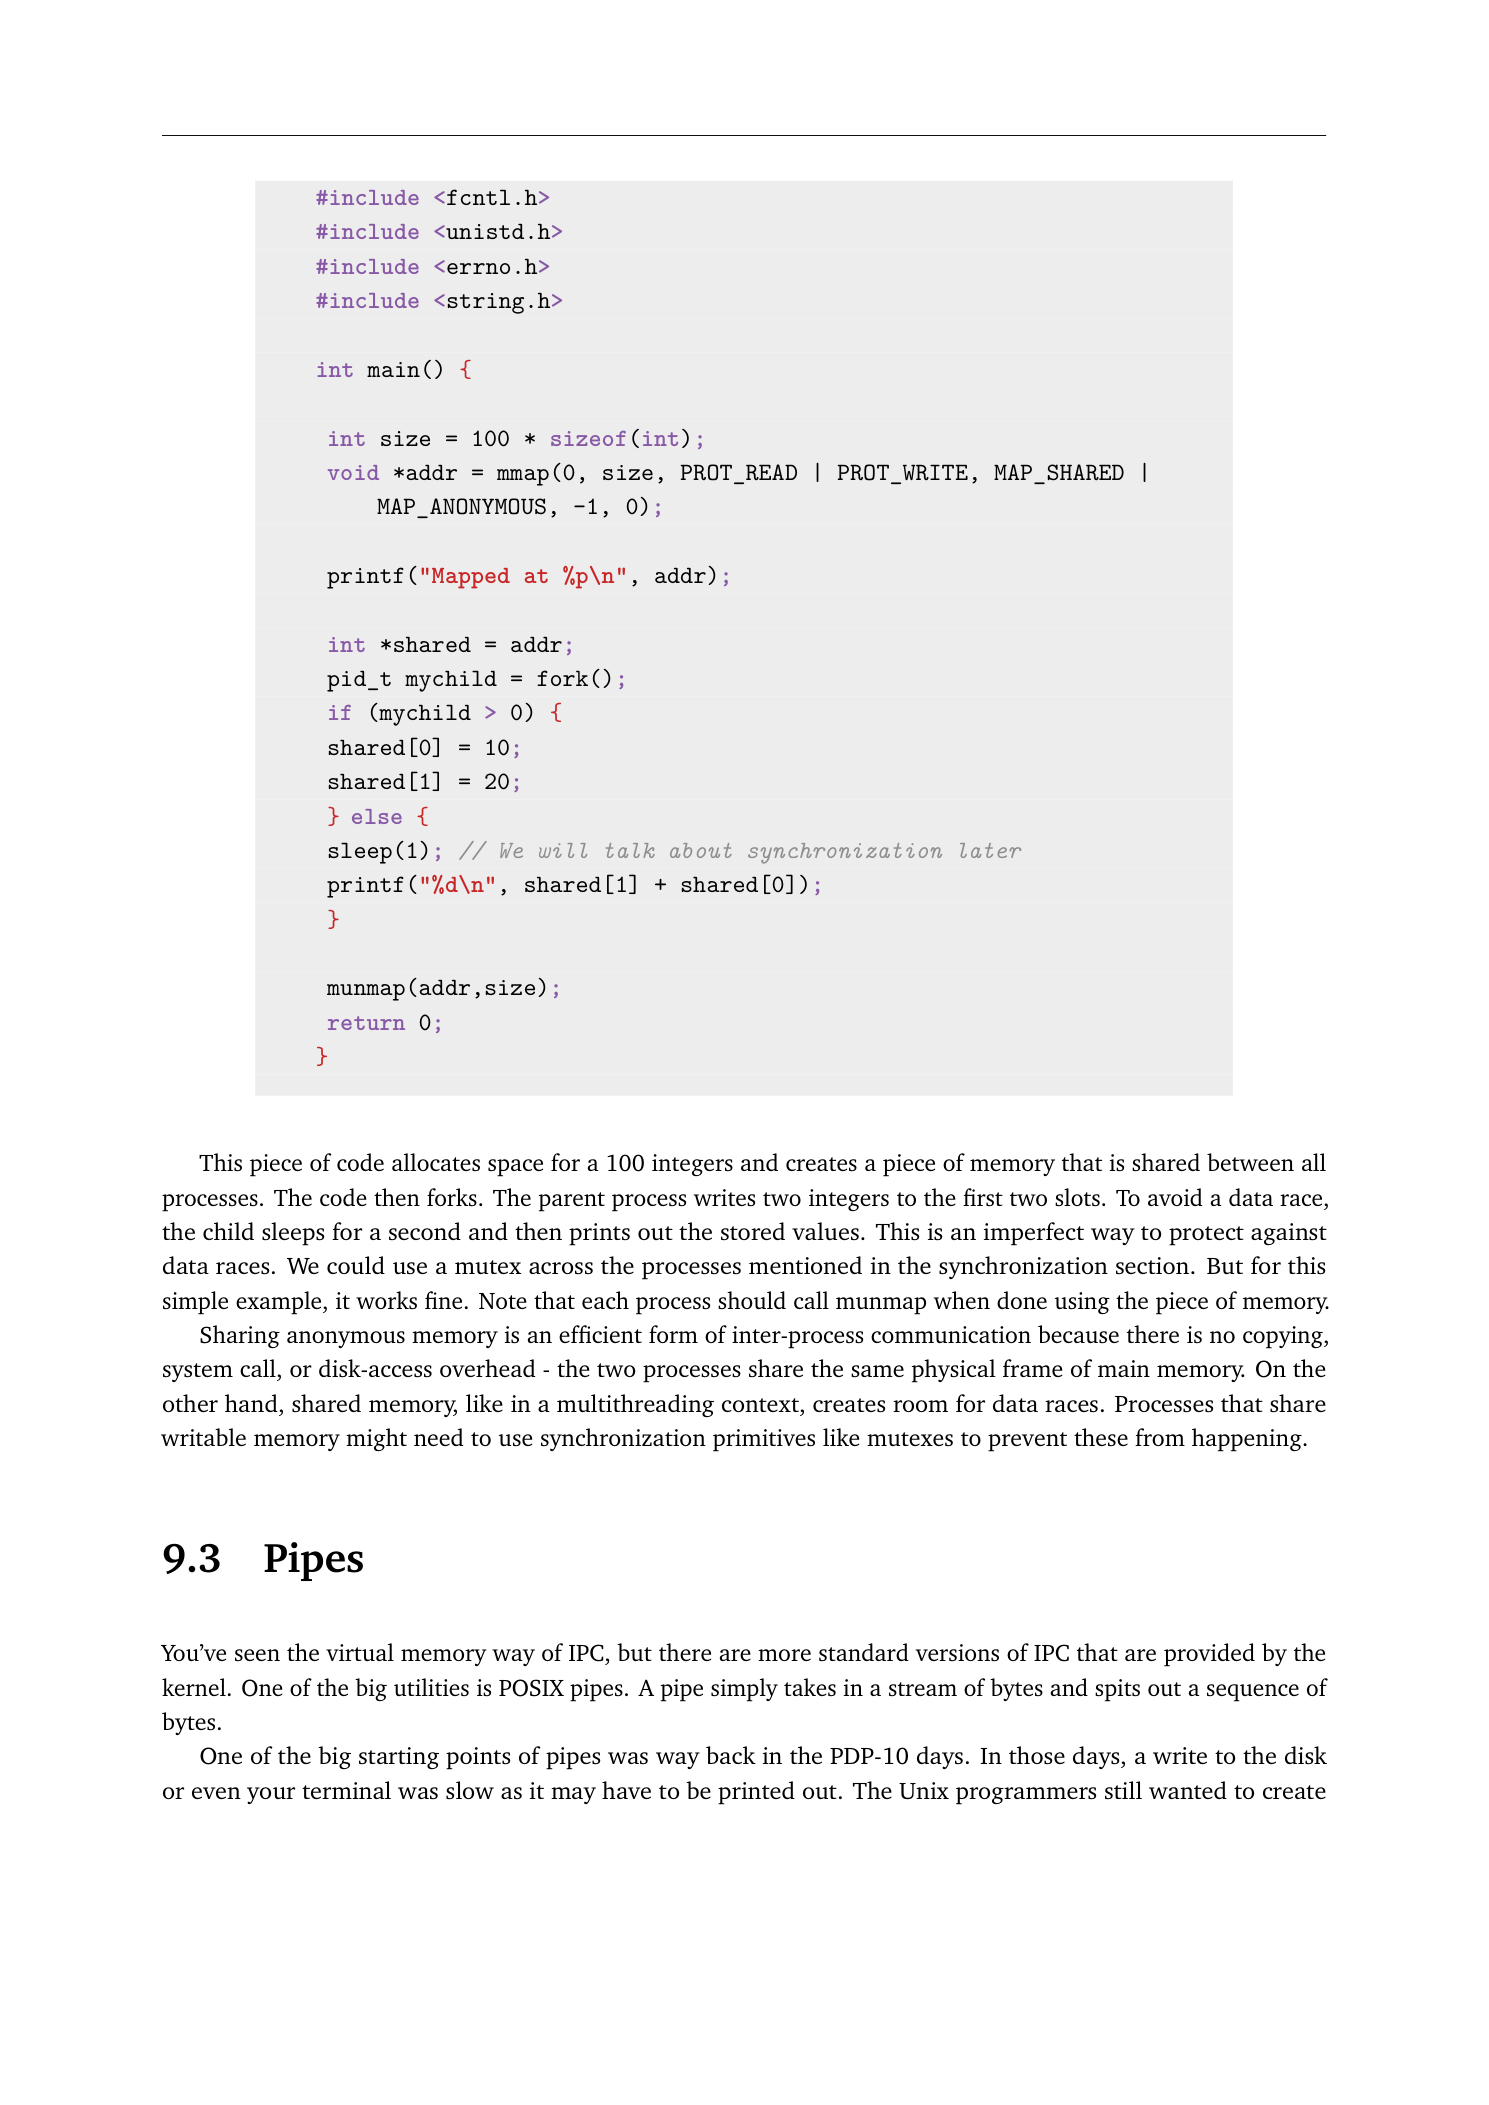 #include <fcntl.h>
#include <unistd.h>
#include <errno.h>
#include <string.h>
int main() {
int size = 100 * sizeof(int);
void *addr = mmap(0, size, PROT_READ | PROT_WRITE, MAP_SHARED |
MAP_ANONYMOUS, -1, 0);
printf("Mapped at %p\n", addr);
int *shared = addr;
pid_t mychild = fork();
if (mychild > 0) {
shared[0] = 10;
shared[1] = 20;
} else {
sleep(1); // We will talk about synchronization later
printf("%d\n", shared[1] + shared[0]);
}
munmap(addr,size);
return 0;
}
This piece of code allocates space for a 100 integers and creates a piece of memory that is shared between all
processes. The code then forks. The parent process writes two integers to the first two slots. To avoid a data race,
the child sleeps for a second and then prints out the stored values. This is an imperfect way to protect against
data races. We could use a mutex across the processes mentioned in the synchronization section. But for this
simple example, it works fine. Note that each process should call munmap when done using the piece of memory.
Sharing anonymous memory is an efficient form of inter-process communication because there is no copying,
system call, or disk-access overhead - the two processes share the same physical frame of main memory. On the
other hand, shared memory, like in a multithreading context, creates room for data races. Processes that share
writable memory might need to use synchronization primitives like mutexes to prevent these from happening.
9.3 Pipes
You've seen the virtual memory way of IPC, but there are more standard versions of IPC that are provided by the
kernel. One of the big utilities is POSIX pipes. A pipe simply takes in a stream of bytes and spits out a sequence of
bytes.
One of the big starting points of pipes was way back in the PDP-10 days. In those days, a write to the disk
or even your terminal was slow as it may have to be printed out. The Unix programmers still wanted to create